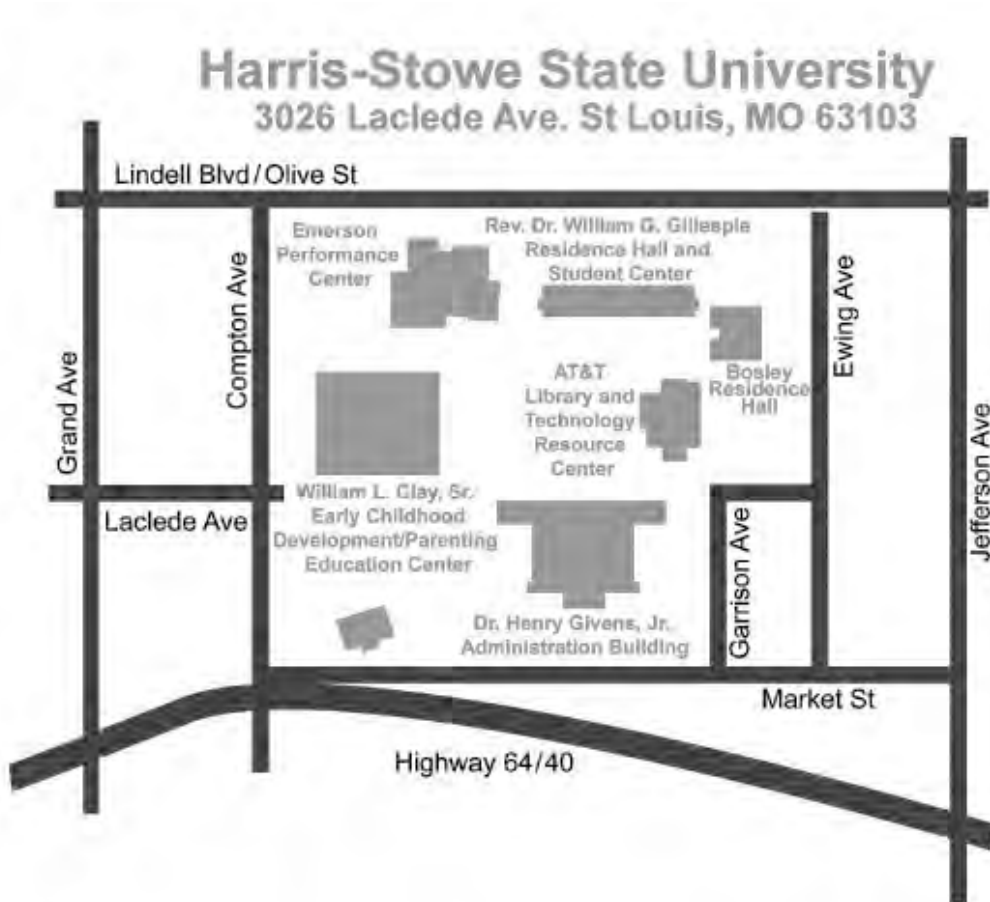 Harris-Stowe State University
3026 Laclede Ave. St Louis, MO 63103
Lindell Blvd/Olive St
Emerson
Performance
Center
Rev. Dr. William G. Gillespie
Residence Hall and
Student Center
Compton Ave
Ewing Ave
Grand Ave
Bosley
Residence
Hall
AT&T
Library and
Technology
Resource
Center
Jefferson Ave
William L. Clay, Sr.
Early Childhood
Development/Parenting
Education Center
Laclede Ave
Garrison Ave
Dr. Henry Givens, Jr.
Administration Building
Market St
Highway 64/40